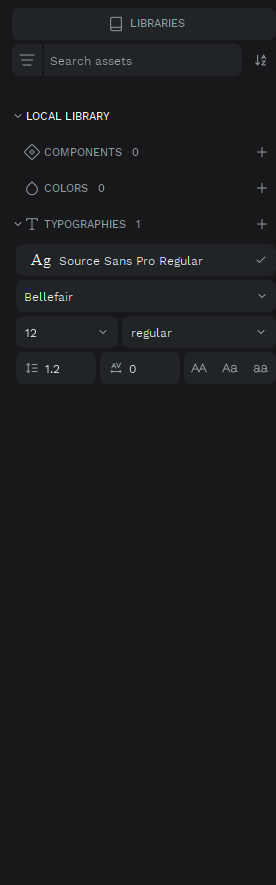 LIBRARIES
Search assets
LOCAL LIBRARY
COMPONENTS 0
COLORS 0
TYPOGRAPHIES 1
Ag Source Sans Pro Regular
Bellefair
12 regular
1.2 AV 0 AA Aa aa